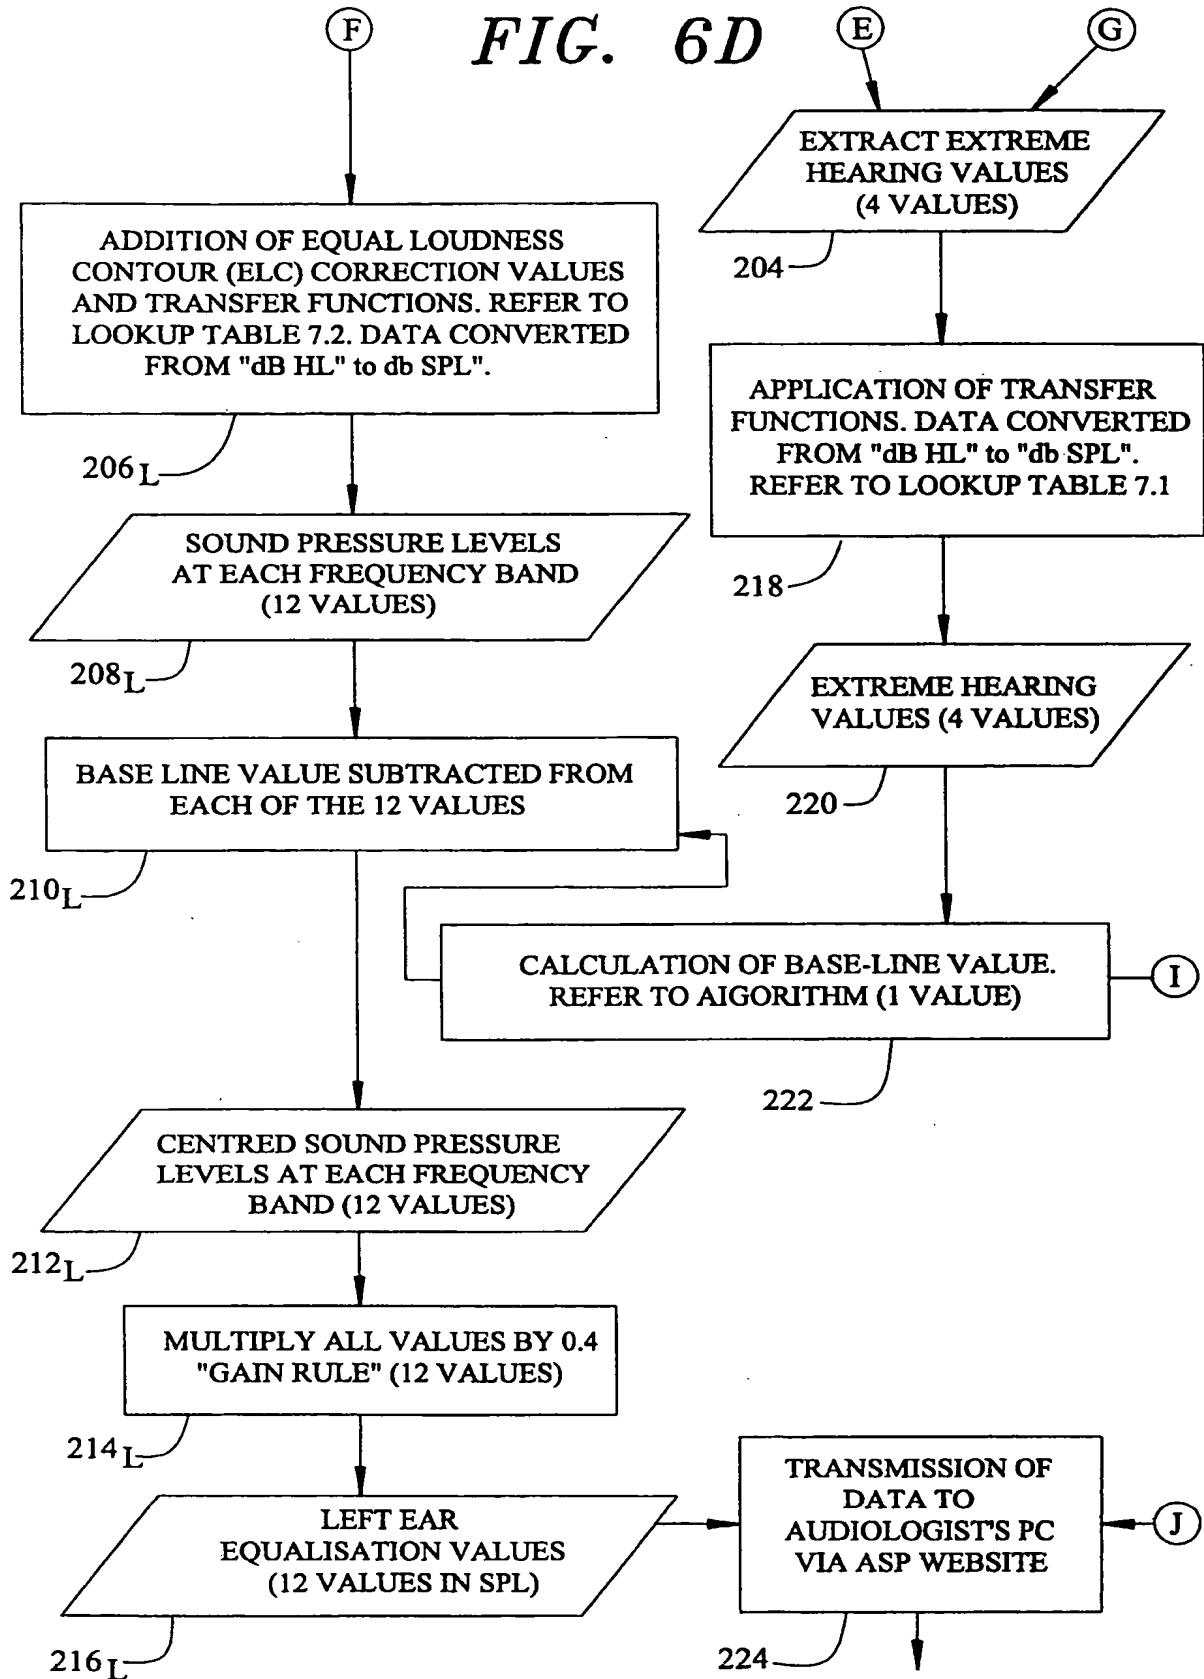 FIG. 6D
F
E
G
EXTRACT EXTREME
HEARING VALUES
(4 VALUES)
204
ADDITION OF EQUAL LOUDNESS
CONTOUR (ELC) CORRECTION VALUES
AND TRANSFER FUNCTIONS. REFER TO
LOOKUP TABLE 7.2. DATA CONVERTED
FROM "dB HL" to db SPL".
206L
APPLICATION OF TRANSFER
FUNCTIONS. DATA CONVERTED
FROM "dB HL" to "db SPL".
REFER TO LOOKUP TABLE 7.1
218
SOUND PRESSURE LEVELS
AT EACH FREQUENCY BAND
(12 VALUES)
208L
EXTREME HEARING
VALUES (4 VALUES)
220
BASE LINE VALUE SUBTRACTED FROM
EACH OF THE 12 VALUES
210L
CALCULATION OF BASE-LINE VALUE.
REFER TO AIGORITHM (1 VALUE)
I
222
CENTRED SOUND PRESSURE
LEVELS AT EACH FREQUENCY
BAND (12 VALUES)
212L
MULTIPLY ALL VALUES BY 0.4
"GAIN RULE" (12 VALUES)
214L
LEFT EAR
EQUALISATION VALUES
(12 VALUES IN SPL)
216L
TRANSMISSION OF
DATA TO
AUDIOLOGIST'S PC
VIA ASP WEBSITE
J
224